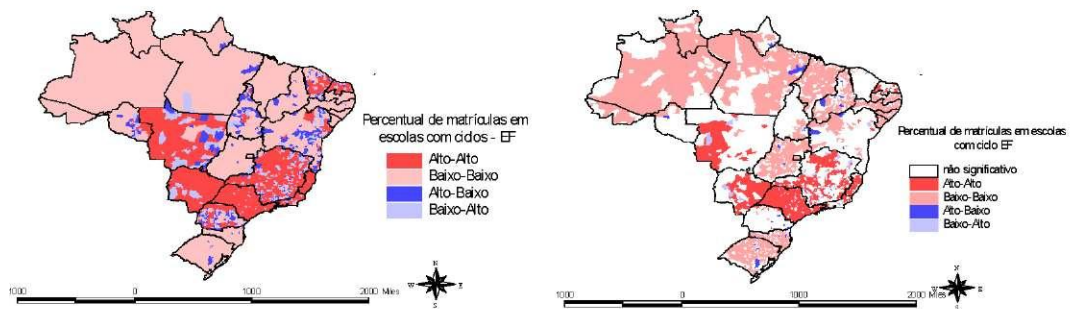 Percentual de matrículas em
escolas com ciclos - EF
Alto-Alto
Baixo-Baixo
Alto-Baixo
Baixo-Alto
N
W
E
S
1000
0
1000
2000 Miles
Percentual de matrículas em escolas
com ciclo EF
não significativo
Alto-Alto
Baixo-Baixo
Alto-Baixo
Baixo-Alto
N
W
E
S
1000
0
1000
2000 Miles